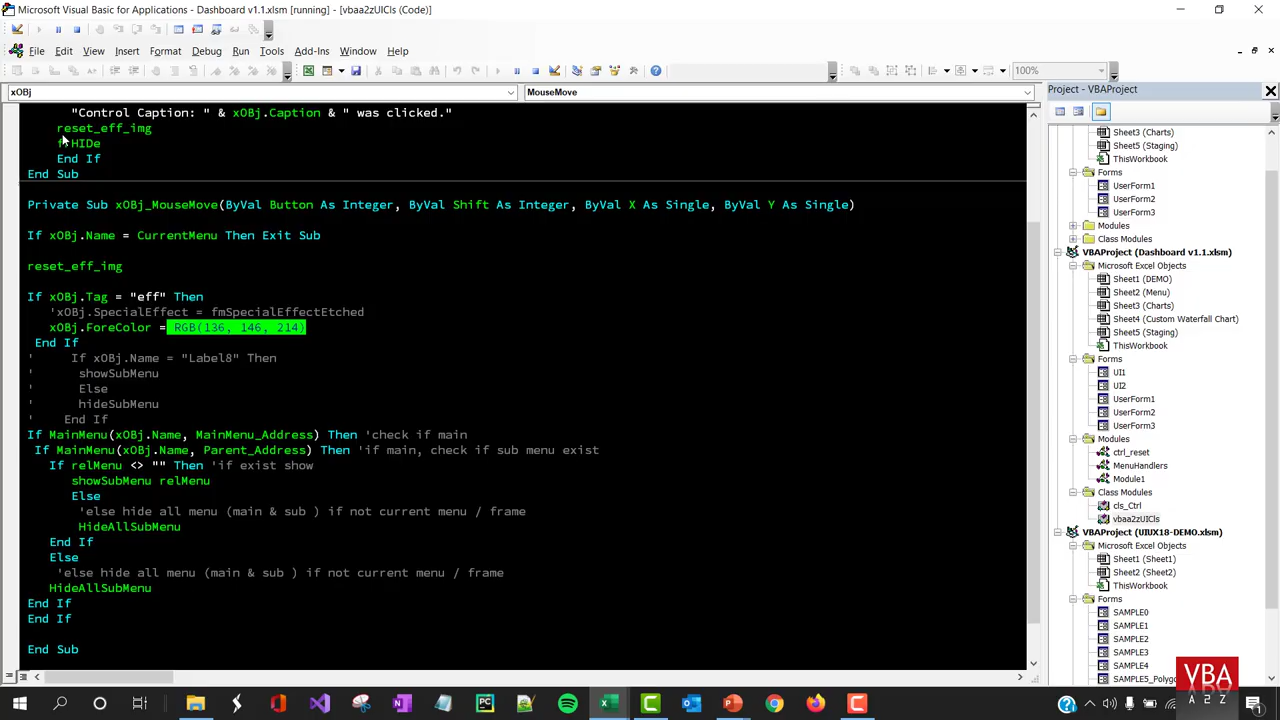 Microsoft Visual Basic for Applications - Dashboard v1.1.xlsm [running] - [vbaa2zUICls (Code)]
File Edit View Insert Format Debug Run Tools Add-Ins Window Help
100%
xOBj
MouseMove
"Control Caption: " & xOBj.Caption & " was clicked."
reset_eff_img
HIDe
End If
End Sub
Private Sub xOBj_MouseMove(ByVal Button As Integer, ByVal Shift As Integer, ByVal X As Single, ByVal Y As Single)
If xOBj.Name = CurrentMenu Then Exit Sub
reset_eff_img
If xOBj.Tag = "eff" Then
'xOBj.SpecialEffect = fmSpecialEffectEtched
xOBj.ForeColor = RGB(136, 146, 214)
End If
' If xOBj.Name = "Label8" Then
' showSubMenu
' Else
' hideSubMenu
' End If
If MainMenu(xOBj.Name, MainMenu_Address) Then 'check if main
If MainMenu(xOBj.Name, Parent_Address) Then 'if main, check if sub menu exist
If relMenu <> "" Then 'if exist show
showSubMenu relMenu
Else
'else hide all menu (main & sub ) if not current menu / frame
HideAllSubMenu
End If
Else
'else hide all menu (main & sub ) if not current menu / frame
HideAllSubMenu
End If
End If
End Sub
Project - VBAProject
Sheet3 (Charts)
Sheet5 (Staging)
ThisWorkbook
Forms
UserForm1
UserForm2
UserForm3
Modules
Class Modules
VBAProject (Dashboard v1.1.xlsm)
Microsoft Excel Objects
Sheet1 (DEMO)
Sheet2 (Menu)
Sheet3 (Charts)
Sheet4 (Custom Waterfall Chart)
Sheet5 (Staging)
ThisWorkbook
Forms
UI1
UI2
UserForm1
UserForm2
UserForm3
Modules
ctrl_reset
MenuHandlers
Module1
Class Modules
cls_Ctrl
vbaa2zUICls
VBAProject (UIUX18-DEMO.xlsm)
Microsoft Excel Objects
Sheet1 (Sheet1)
Sheet2 (Sheet2)
ThisWorkbook
Forms
SAMPLE0
SAMPLE1
SAMPLE2
SAMPLE3
SAMPLE4
SAMPLE5_Polygo
VBA
A2Z